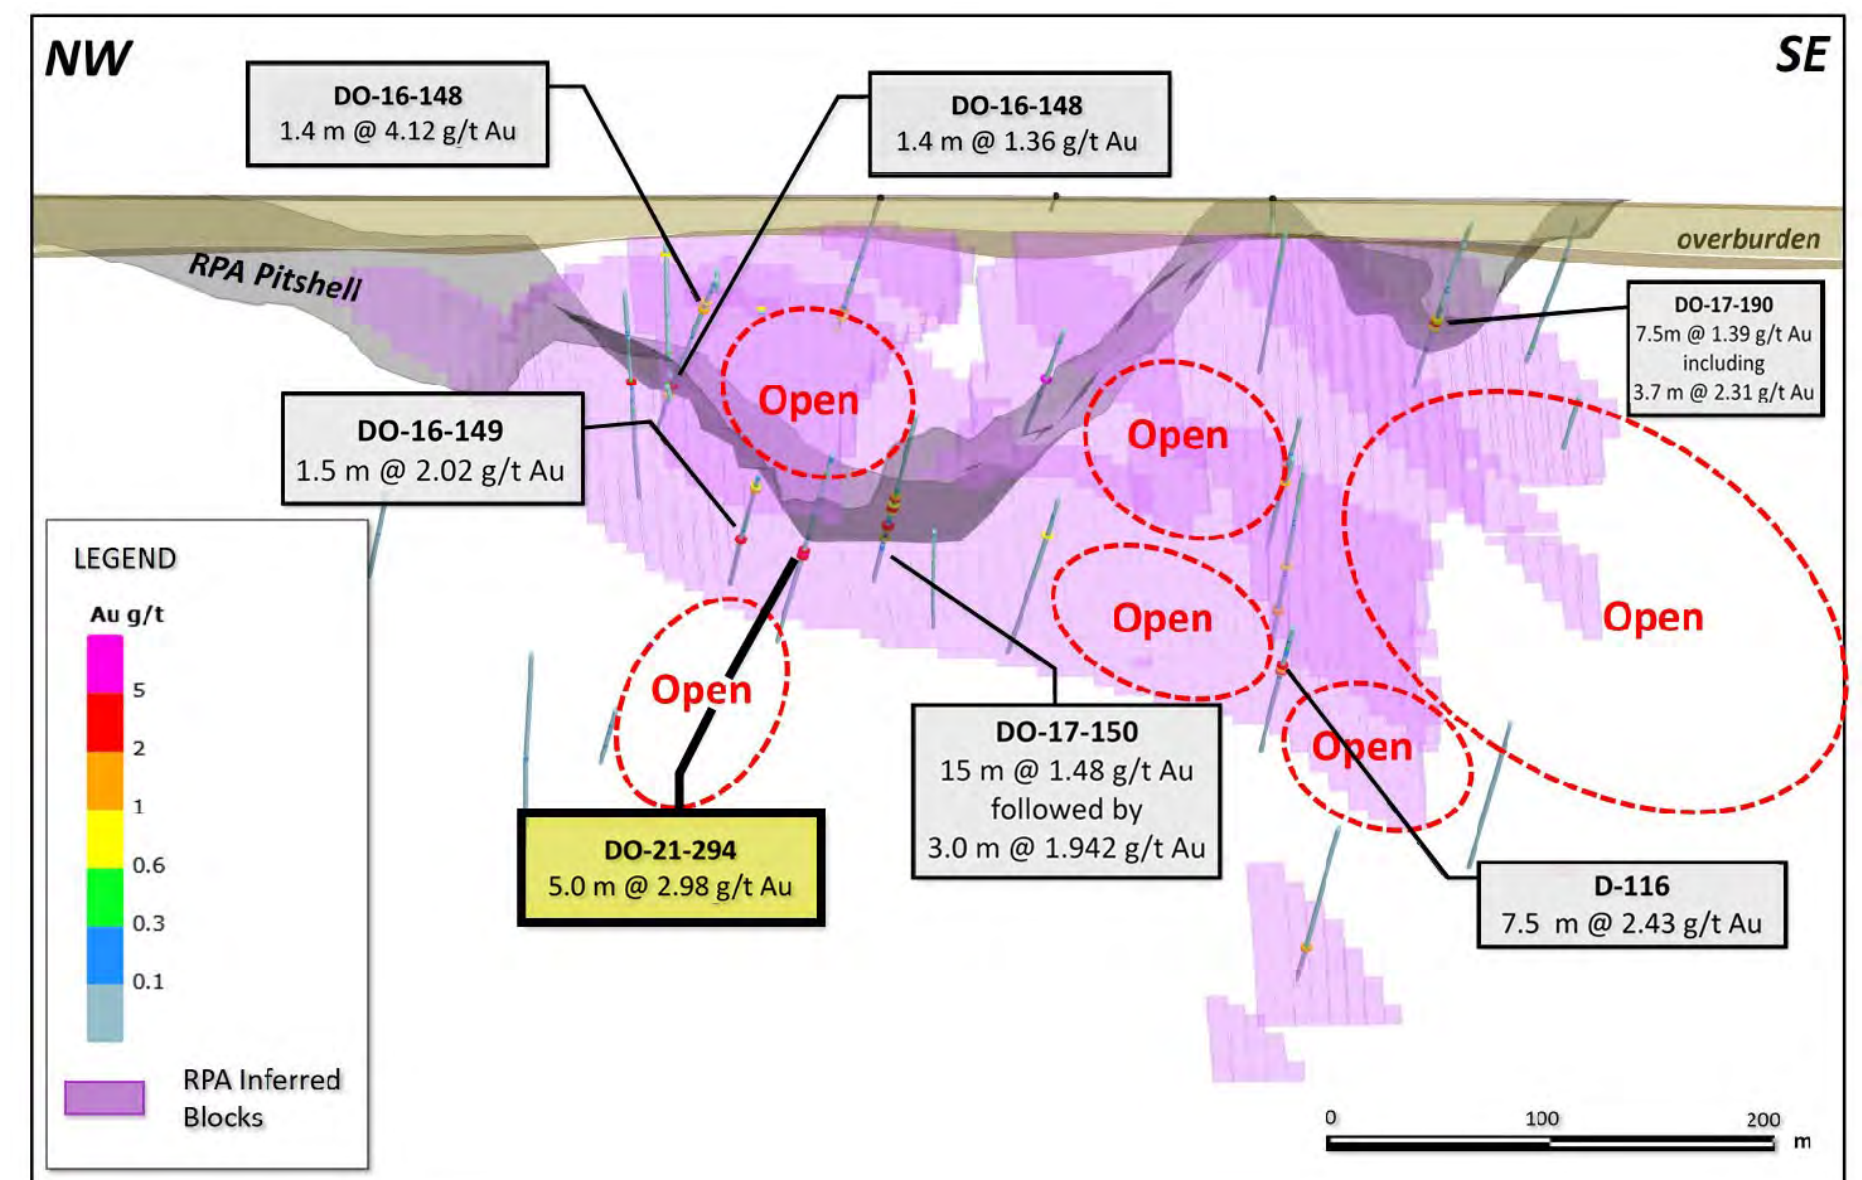 NW
SE
DO-16-148
1.4 m @ 4.12 g/t Au
DO-16-148
1.4 m @ 1.36 g/t Au
overburden
RPA Pitshell
DO-17-190
7.5m @ 1.39 g/t Au
including
3.7 m @ 2.31 g/t Au
Open
Open
DO-16-149
1.5 m @ 2.02 g/t Au
Open
Open
Open
Open
DO-17-150
15 m @ 1.48 g/t Au
followed by
3.0 m @ 1.942 g/t Au
DO-21-294
5.0 m @ 2.98 g/t Au
D-116
7.5 m @ 2.43 g/t Au
LEGEND
Au g/t
5
2
1
0.6
0.3
0.1
RPA Inferred
Blocks
0 100 200
m